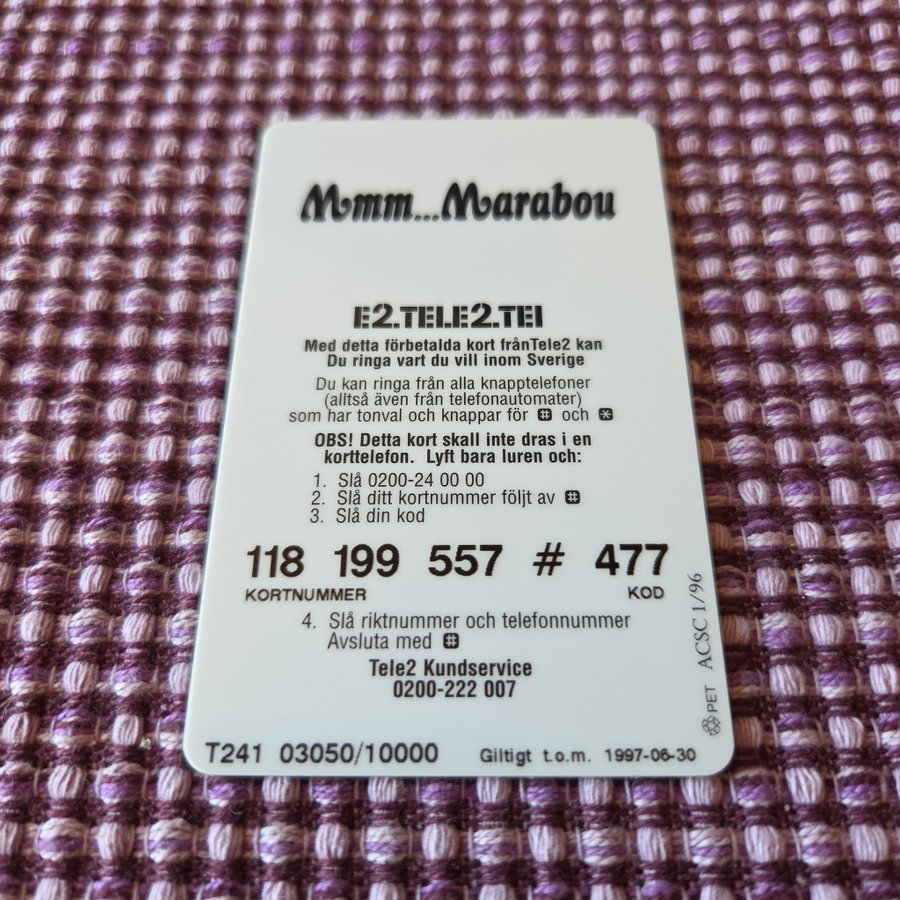 Mmm...Marabou
E2.TELE2.TEl
Med detta förbetalda kort frånTele2 kan
Du ringa vart du vill inom Sverige
Du kan ringa från alla knapptelefoner
(alltså även från telefonautomater)
som har tonval och knappar för # och *
OBS! Detta kort skall inte dras i en
korttelefon. Lyft bara luren och:
1. Slå 0200-24 00 00
2. Slå ditt kortnummer följt av #
3. Slå din kod
118 199 557 # 477
KORTNUMMER KOD
4. Slå riktnummer och telefonnummer
Avsluta med #
Tele2 Kundservice
0200-222 007
T241 03050/10000 Giltigt t.o.m. 1997-06-30
PET ACSC 1/96